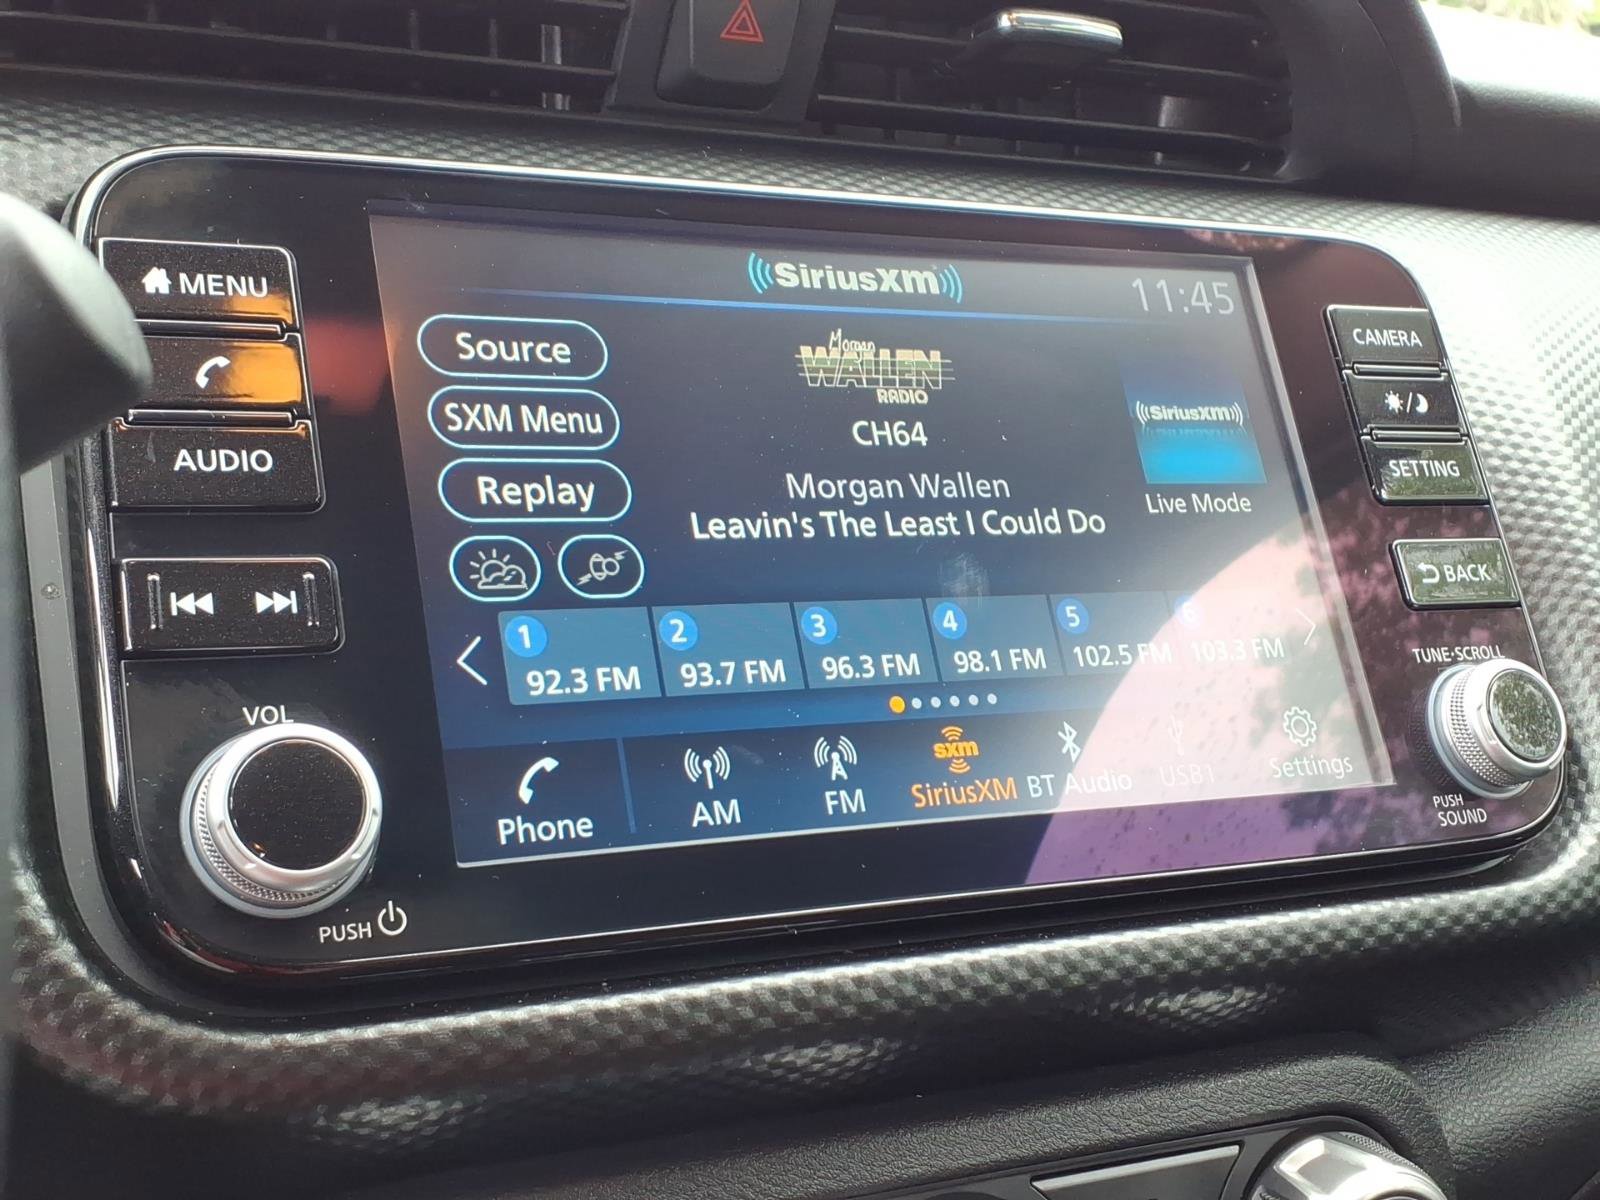 MENU
AUDIO
VOL
PUSH
SiriusXM
11:45
Source
SXM Menu
Replay
Morgan
WALLEN
RADIO
CH64
Morgan Wallen
Leavin's The Least I Could Do
((SiriusXM))
Live Mode
1
92.3 FM
2
93.7 FM
3
96.3 FM
4
98.1 FM
5
102.5 FM
6
103.3 FM
Phone
AM
FM
sxm
SiriusXM
BT Audio
USB1
Settings
CAMERA
SETTING
BACK
TUNE·SCROLL
PUSH
SOUND